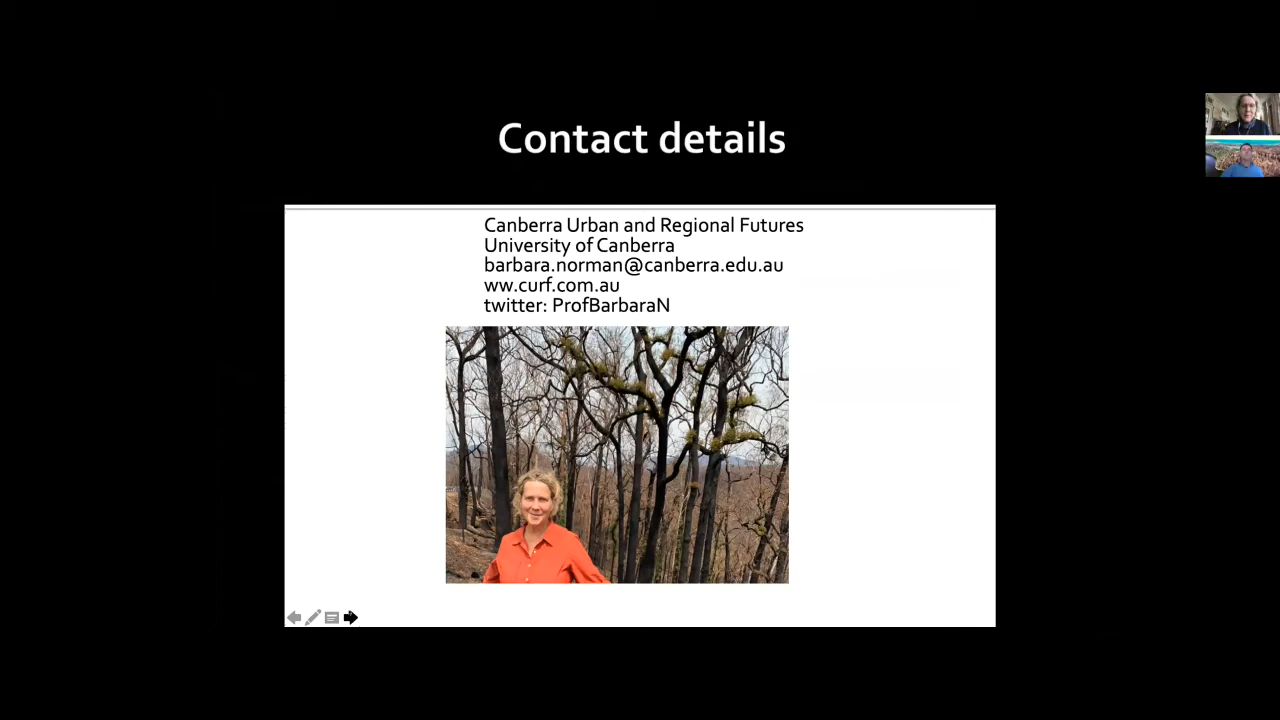 Contact details
Canberra Urban and Regional Futures
University of Canberra
barbara.norman@canberra.edu.au
ww.curf.com.au
twitter: ProfBarbaraN